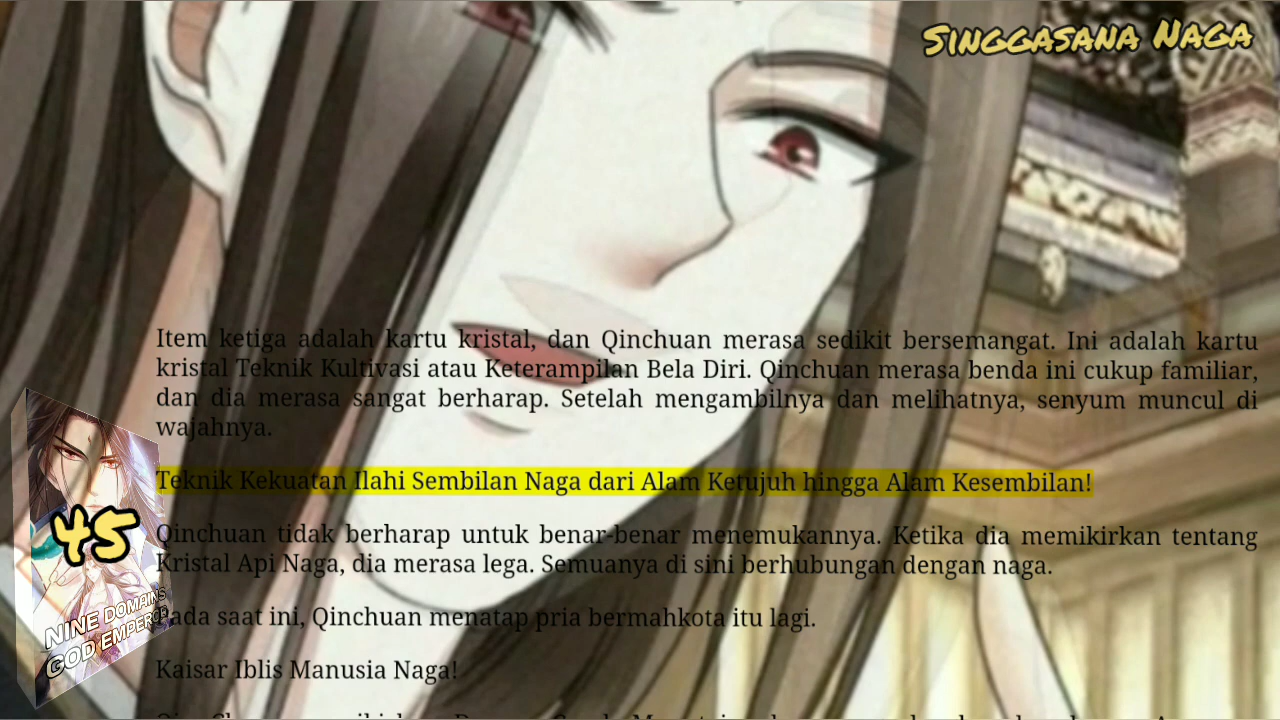 Singgasana Naga
Item ketiga adalah kartu kristal, dan Qinchuan merasa sedikit bersemangat. Ini adalah kartu
kristal Teknik Kultivasi atau Keterampilan Bela Diri. Qinchuan merasa benda ini cukup familiar,
dan dia merasa sangat berharap. Setelah mengambilnya dan melihatnya, senyum muncul di
wajahnya.
Teknik Kekuatan Ilahi Sembilan Naga dari Alam Ketujuh hingga Alam Kesembilan!
Qinchuan tidak berharap untuk benar-benar menemukannya. Ketika dia memikirkan tentang
Kristal Api Naga, dia merasa lega. Semuanya di sini berhubungan dengan naga.
Pada saat ini, Qinchuan menatap pria bermahkota itu lagi.
Kaisar Iblis Manusia Naga!
45
NINE DOMAINS
GOD EMPEROR